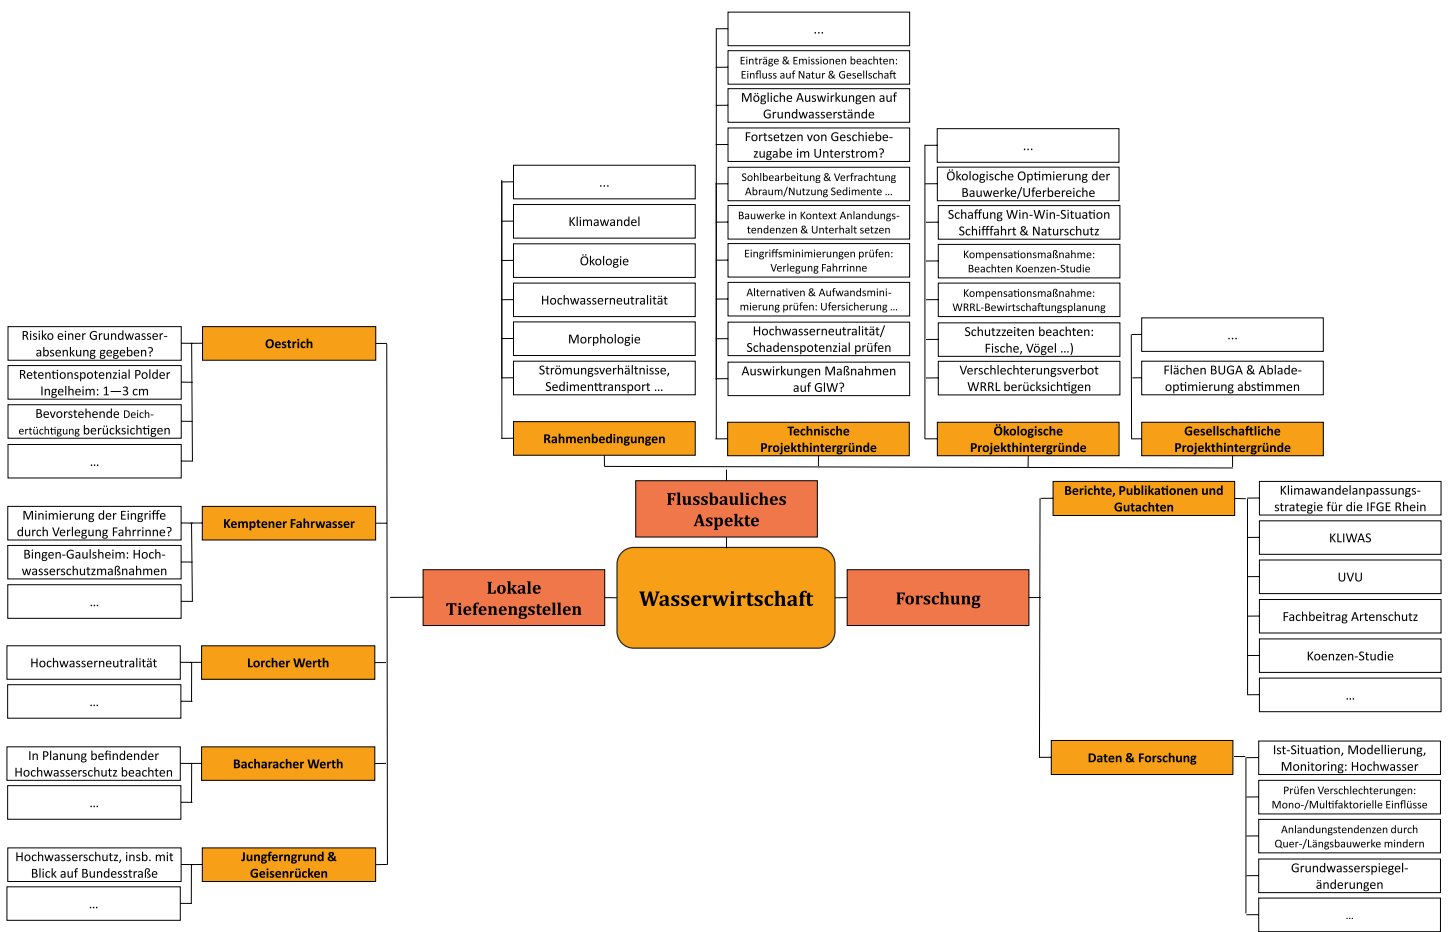 ...
Klimawandel
Ökologie
Hochwasserneutralität
Morphologie
Strömungsverhältnisse,
Sedimenttransport ...
Rahmenbedingungen
...
Einträge & Emissionen beachten:
Einfluss auf Natur & Gesellschaft
Mögliche Auswirkungen auf
Grundwasserstände
Fortsetzen von Geschiebe-
zugabe im Unterstrom?
Sohlbearbeitung & Verfrachtung
Abraum/Nutzung Sedimente ...
Bauwerke in Kontext Anlandungs-
tendenzen & Unterhalt setzen
Eingriffsminimierungen prüfen:
Verlegung Fahrrinne
Alternativen & Aufwandsmini-
mierung prüfen: Ufersicherung ...
Hochwasserneutralität/
Schadenspotenzial prüfen
Auswirkungen Maßnahmen
auf GlW?
Technische
Projekthintergründe
...
Ökologische Optimierung der
Bauwerke/Uferbereiche
Schaffung Win-Win-Situation
Schifffahrt & Naturschutz
Kompensationsmaßnahme:
Beachten Koenzen-Studie
Kompensationsmaßnahme:
WRRL-Bewirtschaftungsplanung
Schutzzeiten beachten:
Fische, Vögel ...)
Verschlechterungsverbot
WRRL berücksichtigen
Ökologische
Projekthintergründe
...
Flächen BUGA & Ablade-
optimierung abstimmen
Gesellschaftliche
Projekthintergründe
Flussbauliches
Aspekte
Wasserwirtschaft
Lokale
Tiefenengstellen
Forschung
Oestrich
Risiko einer Grundwasser-
absenkung gegeben?
Retentionspotenzial Polder
Ingelheim: 1—3 cm
Bevorstehende Deich-
ertüchtigung berücksichtigen
...
Kemptener Fahrwasser
Minimierung der Eingriffe
durch Verlegung Fahrrinne?
Bingen-Gaulsheim: Hoch-
wasserschutzmaßnahmen
...
Lorcher Werth
Hochwasserneutralität
...
Bacharacher Werth
In Planung befindender
Hochwasserschutz beachten
...
Jungferngrund &
Geisenrücken
Hochwasserschutz, insb. mit
Blick auf Bundesstraße
...
Berichte, Publikationen und
Gutachten
Klimawandelanpassungs-
strategie für die IFGE Rhein
KLIWAS
UVU
Fachbeitrag Artenschutz
Koenzen-Studie
...
Daten & Forschung
Ist-Situation, Modellierung,
Monitoring: Hochwasser
Prüfen Verschlechterungen:
Mono-/Multifaktorielle Einflüsse
Anlandungstendenzen durch
Quer-/Längsbauwerke mindern
Grundwasserspiegel-
änderungen
...